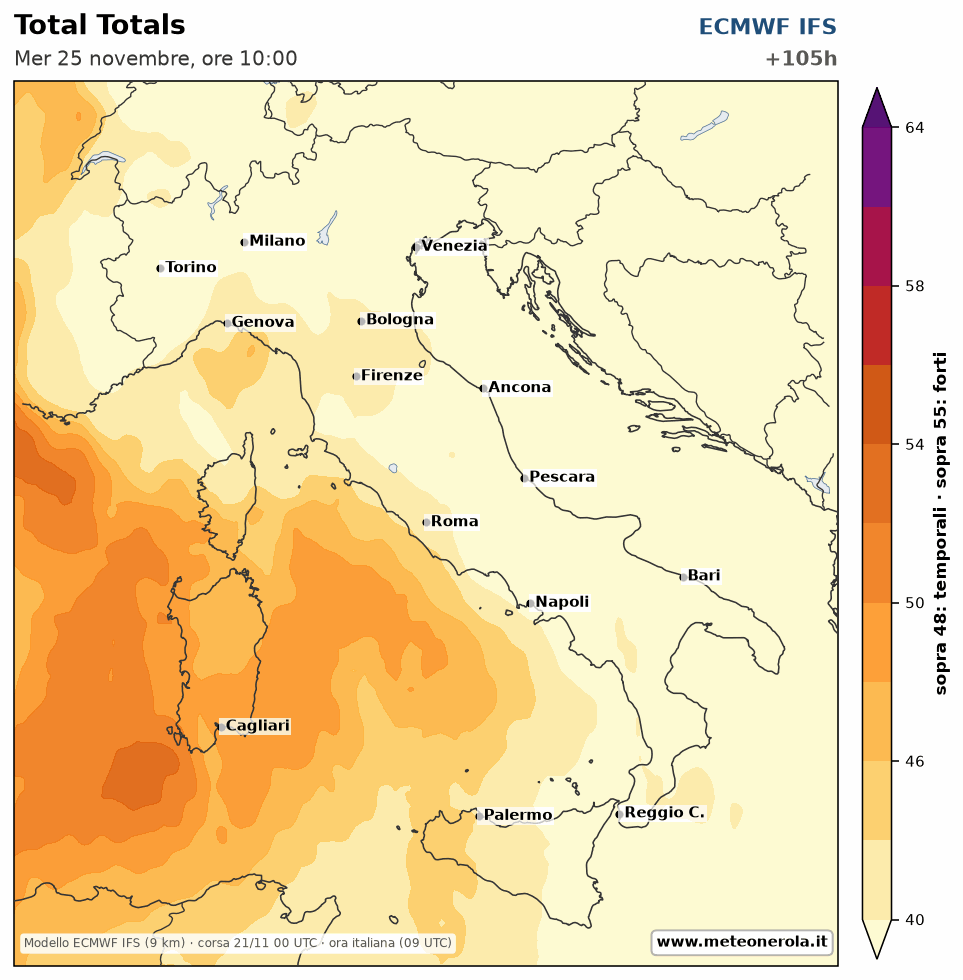 Total Totals
ECMWF IFS
Mer 25 novembre, ore 10:00
+105h
64
58
54
50
46
40
sopra 48: temporali · sopra 55: forti
Milano
Venezia
Torino
Genova
Bologna
Firenze
Ancona
Pescara
Roma
Bari
Napoli
Cagliari
Palermo
Reggio C.
Modello ECMWF IFS (9 km) · corsa 21/11 00 UTC · ora italiana (09 UTC)
www.meteonerola.it